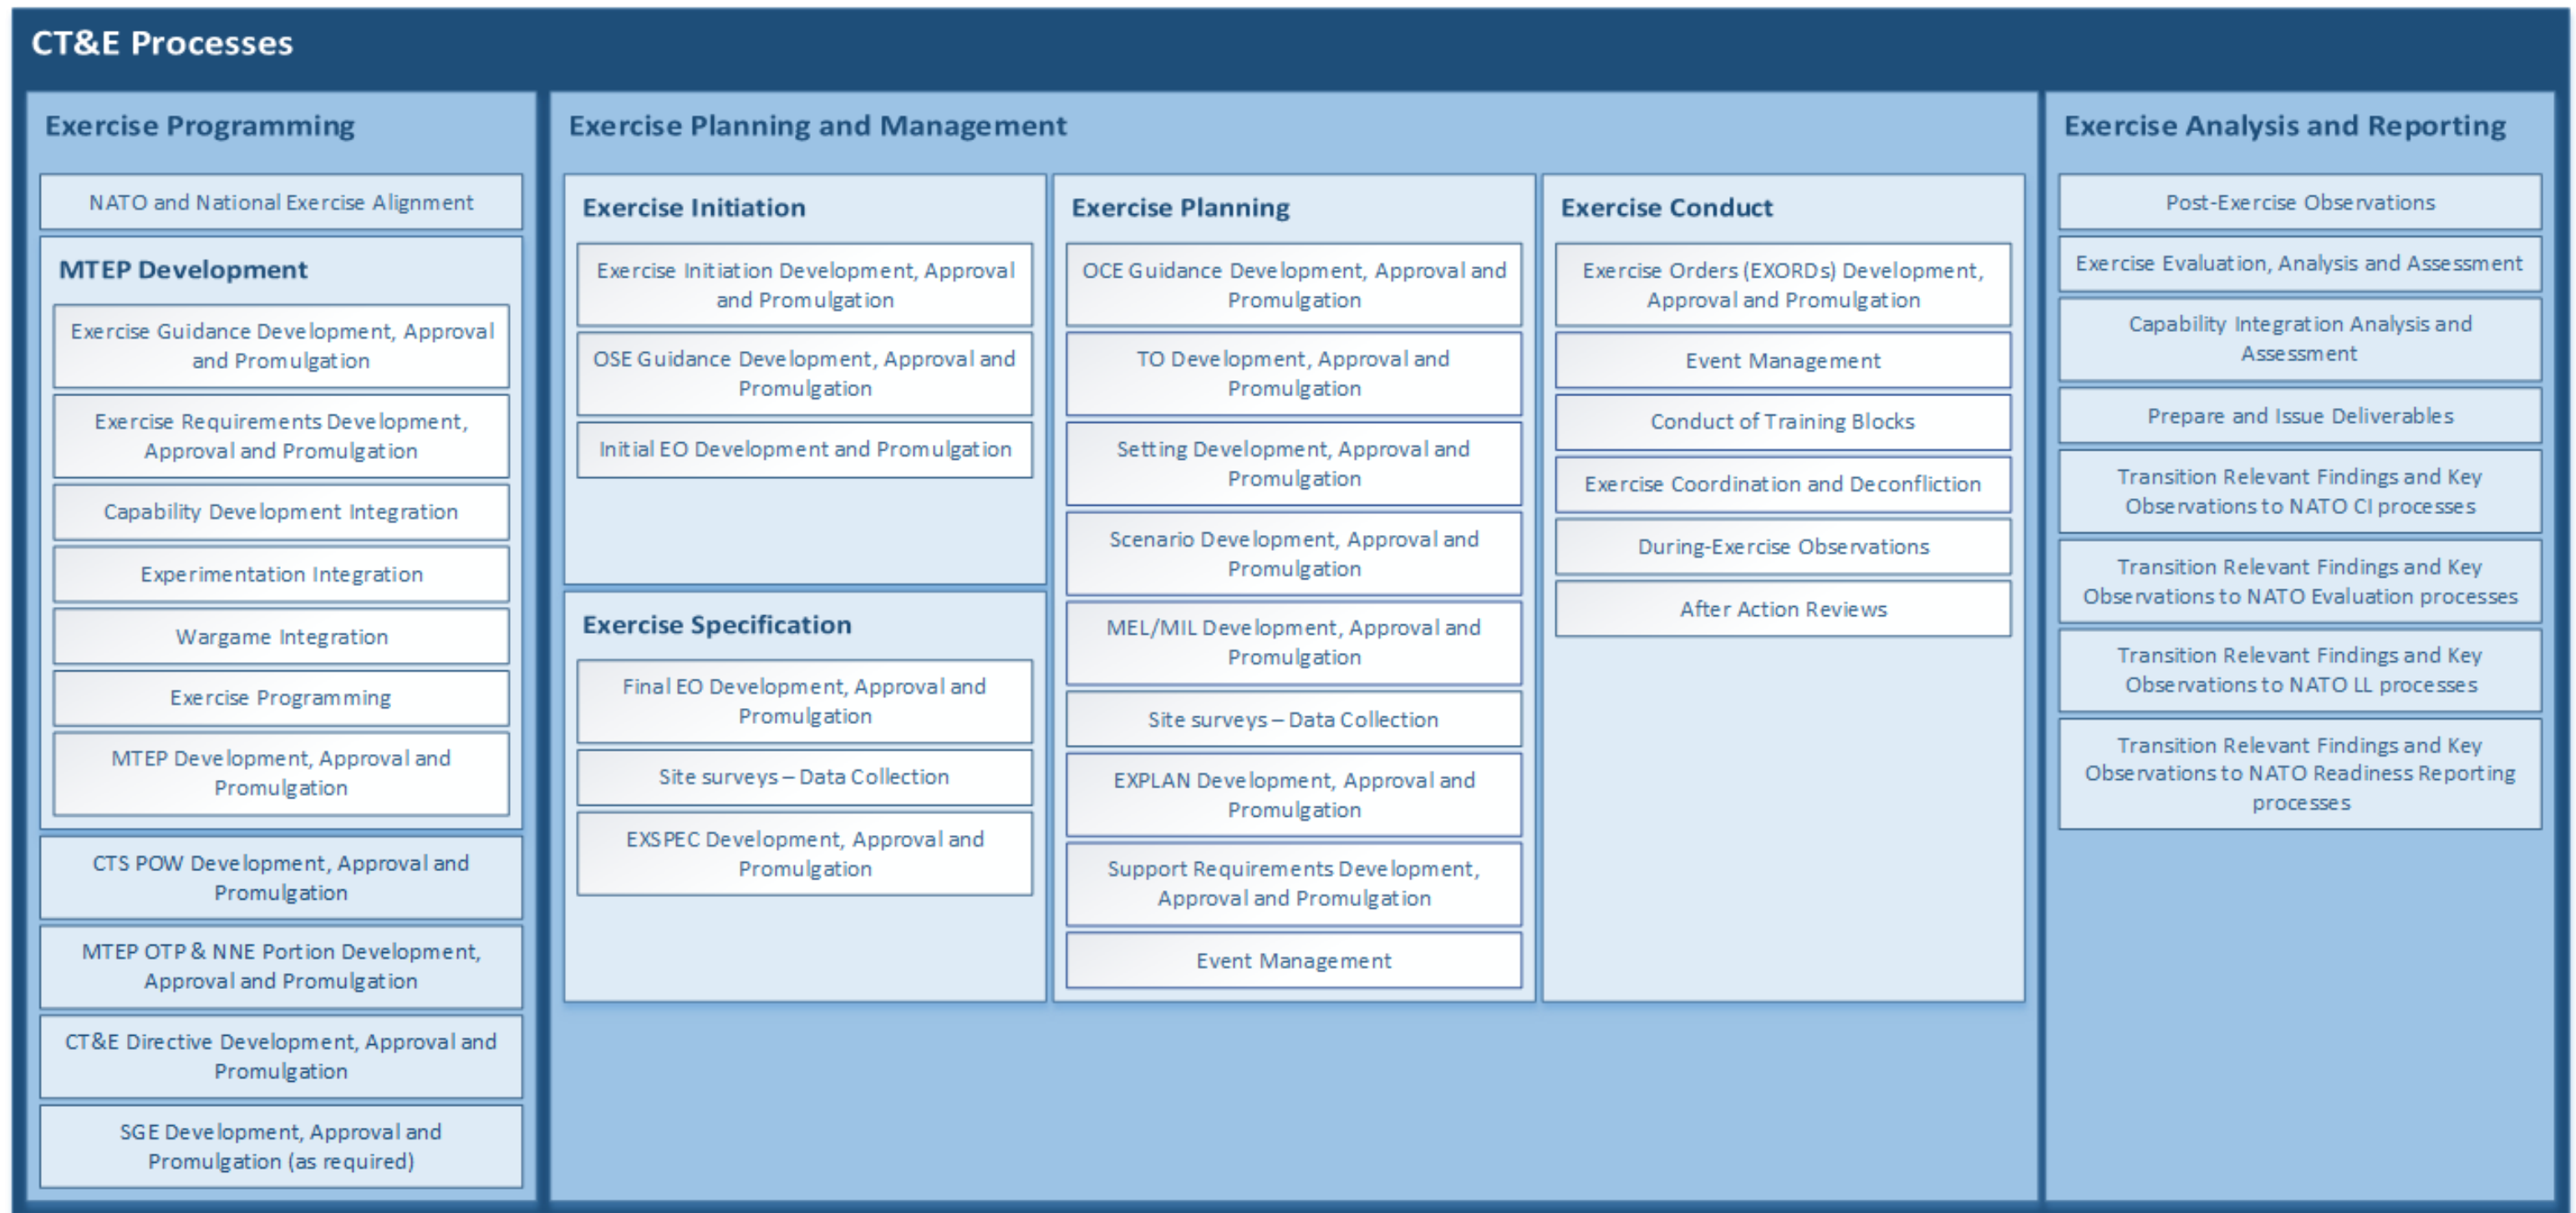 CT&E Processes
Exercise Programming
NATO and National Exercise Alignment
MTEP Development
Exercise Guidance Development, Approval
and Promulgation
Exercise Requirements Development,
Approval and Promulgation
Capability Development Integration
Experimentation Integration
Wargame Integration
Exercise Programming
MTEP Development, Approval and
Promulgation
CTS POW Development, Approval and
Promulgation
MTEP OTP & NNE Portion Development,
Approval and Promulgation
CT&E Directive Development, Approval and
Promulgation
SGE Development, Approval and
Promulgation (as required)
Exercise Planning and Management
Exercise Initiation
Exercise Initiation Development, Approval
and Promulgation
OSE Guidance Development, Approval and
Promulgation
Initial EO Development and Promulgation
Exercise Specification
Final EO Development, Approval and
Promulgation
Site surveys – Data Collection
EXSPEC Development, Approval and
Promulgation
Exercise Planning
OCE Guidance Development, Approval and
Promulgation
TO Development, Approval and
Promulgation
Setting Development, Approval and
Promulgation
Scenario Development, Approval and
Promulgation
MEL/MIL Development, Approval and
Promulgation
Site surveys – Data Collection
EXPLAN Development, Approval and
Promulgation
Support Requirements Development,
Approval and Promulgation
Event Management
Exercise Conduct
Exercise Orders (EXORDs) Development,
Approval and Promulgation
Event Management
Conduct of Training Blocks
Exercise Coordination and Deconfliction
During-Exercise Observations
After Action Reviews
Exercise Analysis and Reporting
Post-Exercise Observations
Exercise Evaluation, Analysis and Assessment
Capability Integration Analysis and
Assessment
Prepare and Issue Deliverables
Transition Relevant Findings and Key
Observations to NATO CI processes
Transition Relevant Findings and Key
Observations to NATO Evaluation processes
Transition Relevant Findings and Key
Observations to NATO LL processes
Transition Relevant Findings and Key
Observations to NATO Readiness Reporting
processes